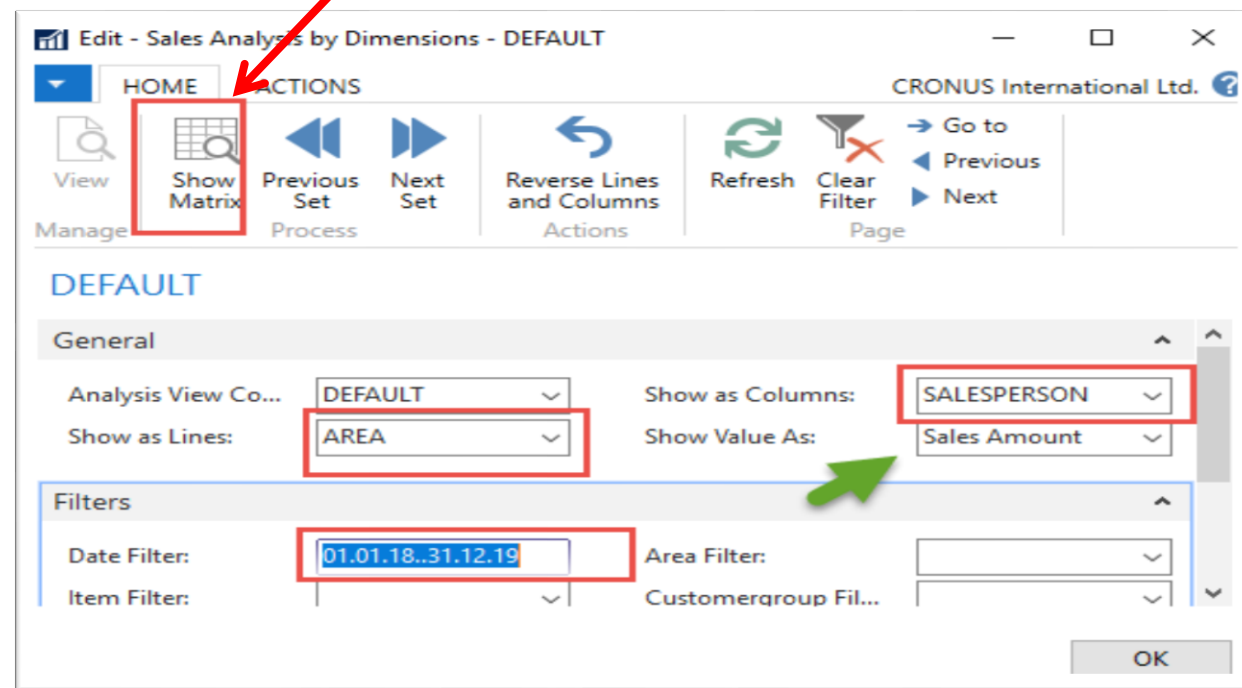 Edit - Sales Analysis by Dimensions - DEFAULT
HOME ACTIONS CRONUS International Ltd.
View
Show Matrix
Previous Set
Next Set
Reverse Lines and Columns
Refresh
Clear Filter
Go to
Previous
Next
Manage Process Actions Page
DEFAULT
General
Analysis View Co... DEFAULT Show as Columns: SALESPERSON
Show as Lines: AREA Show Value As: Sales Amount
Filters
Date Filter: 01.01.18..31.12.19 Area Filter:
Item Filter: Customergroup Fil...
OK